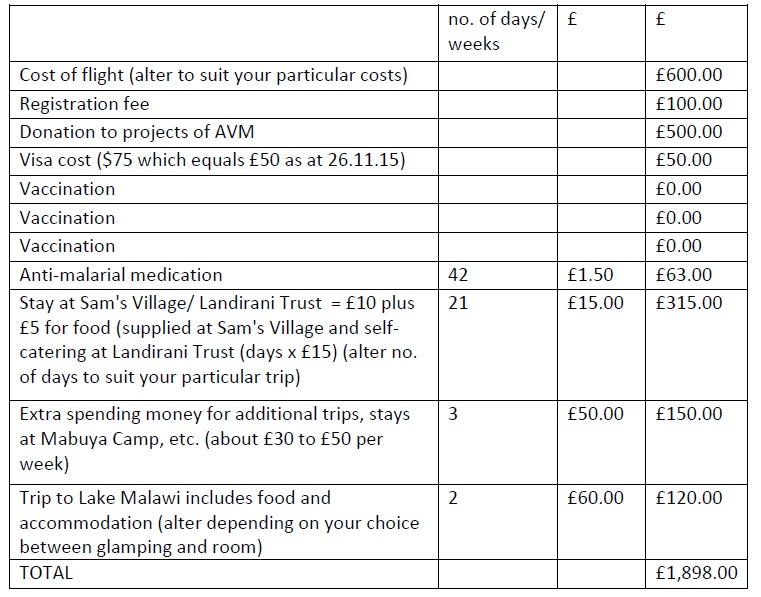 no. of days/ £ £
weeks
Cost of flight (alter to suit your particular costs) £600.00
Registration fee £100.00
Donation to projects of AVM £500.00
Visa cost ($75 which equals £50 as at 26.11.15) £50.00
Vaccination £0.00
Vaccination £0.00
Vaccination £0.00
Anti-malarial medication 42 £1.50 £63.00
Stay at Sam's Village/ Landirani Trust = £10 plus 21 £15.00 £315.00
£5 for food (supplied at Sam's Village and self-
catering at Landirani Trust (days x £15) (alter no.
of days to suit your particular trip)
Extra spending money for additional trips, stays 3 £50.00 £150.00
at Mabuya Camp, etc. (about £30 to £50 per
week)
Trip to Lake Malawi includes food and 2 £60.00 £120.00
accommodation (alter depending on your choice
between glamping and room)
TOTAL £1,898.00